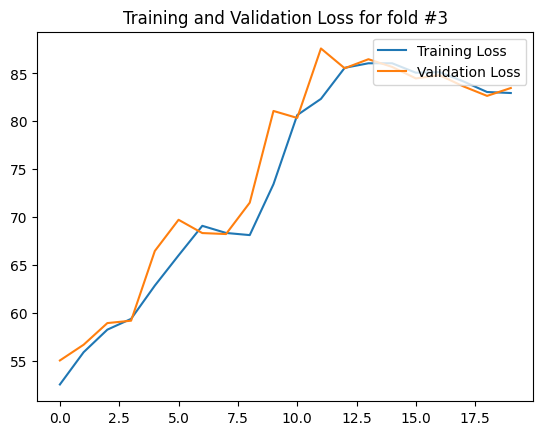 Training and Validation Loss for fold #3
Training Loss
Validation Loss
85
80
75
70
65
60
55
0.0 2.5 5.0 7.5 10.0 12.5 15.0 17.5